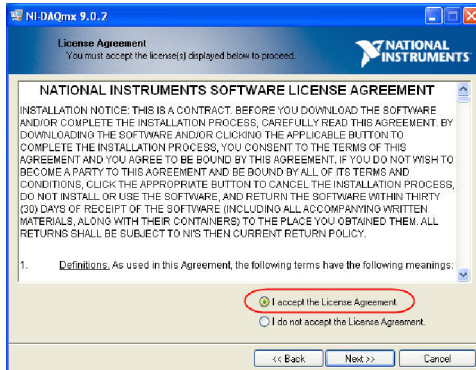 NI-DAQmx 9.0.2
License Agreement
You must accept the license(s) displayed below to proceed.
NATIONAL
INSTRUMENTS
NATIONAL INSTRUMENTS SOFTWARE LICENSE AGREEMENT
INSTALLATION NOTICE: THIS IS A CONTRACT. BEFORE YOU DOWNLOAD THE SOFTWARE
AND/OR COMPLETE THE INSTALLATION PROCESS, CAREFULLY READ THIS AGREEMENT. BY
DOWNLOADING THE SOFTWARE AND/OR CLICKING THE APPLICABLE BUTTON TO
COMPLETE THE INSTALLATION PROCESS, YOU CONSENT TO THE TERMS OF THIS
AGREEMENT AND YOU AGREE TO BE BOUND BY THIS AGREEMENT. IF YOU DO NOT WISH TO
BECOME A PARTY TO THIS AGREEMENT AND BE BOUND BY ALL OF ITS TERMS AND
CONDITIONS, CLICK THE APPROPRIATE BUTTON TO CANCEL THE INSTALLATION PROCESS,
DO NOT INSTALL OR USE THE SOFTWARE, AND RETURN THE SOFTWARE WITHIN THIRTY
(30) DAYS OF RECEIPT OF THE SOFTWARE (INCLUDING ALL ACCOMPANYING WRITTEN
MATERIALS, ALONG WITH THEIR CONTAINERS) TO THE PLACE YOU OBTAINED THEM. ALL
RETURNS SHALL BE SUBJECT TO NI'S THEN CURRENT RETURN POLICY.
1. Definitions. As used in this Agreement, the following terms have the following meanings:
I accept the License Agreement.
I do not accept the License Agreement.
<< Back
Next >>
Cancel